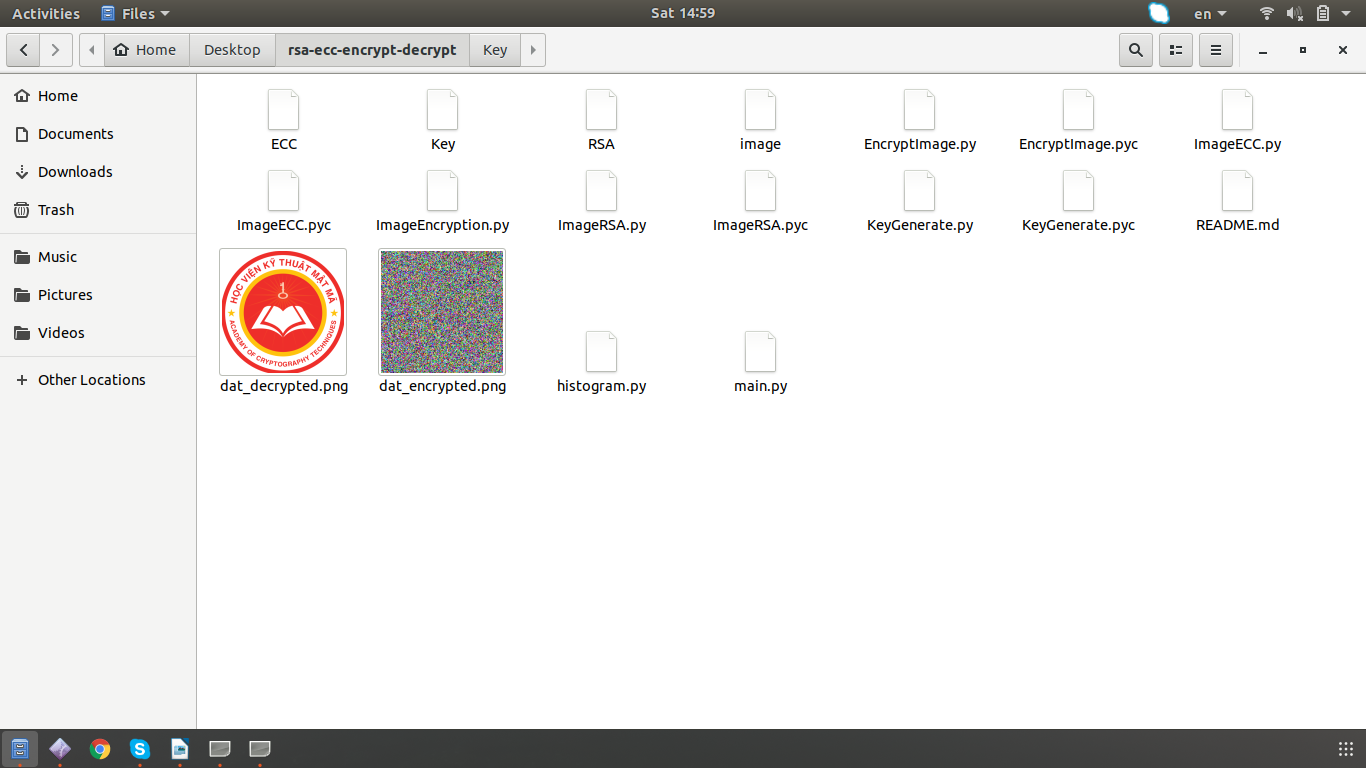 Activities Files Sat 14:59 en
Home Desktop rsa-ecc-encrypt-decrypt Key
Home
Documents
Downloads
Trash
Music
Pictures
Videos
Other Locations
ECC Key RSA image EncryptImage.py EncryptImage.pyc ImageECC.py
ImageECC.pyc ImageEncryption.py ImageRSA.py ImageRSA.pyc KeyGenerate.py KeyGenerate.pyc README.md
HỌC VIỆN KỸ THUẬT MẬT MÃ
ACADEMY OF CRYPTOGRAPHY TECHNIQUES
dat_decrypted.png dat_encrypted.png histogram.py main.py
S